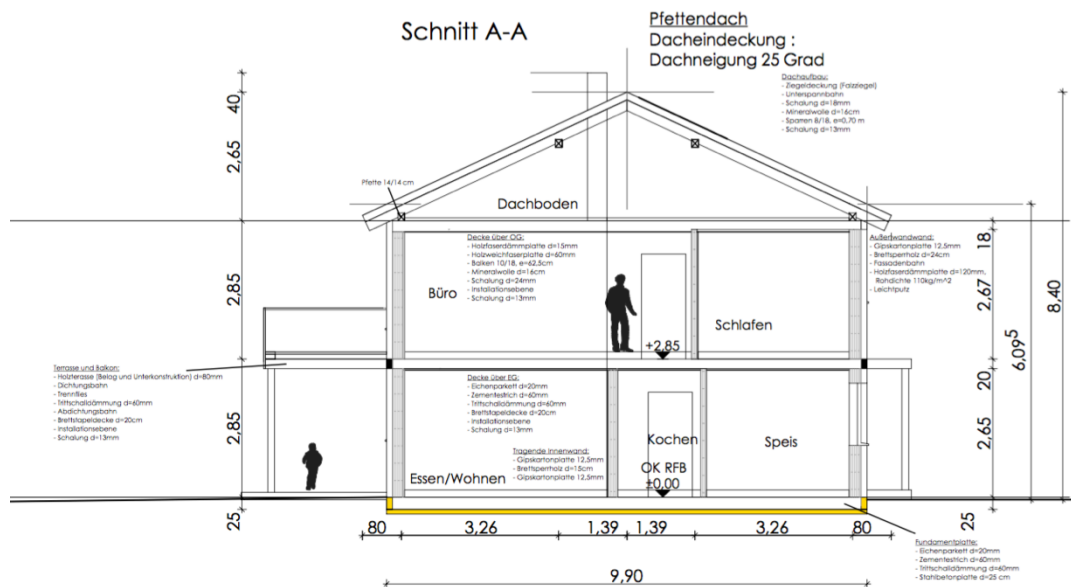 Schnitt A-A
Pfettendach
Dacheindeckung :
Dachneigung 25 Grad
Dachaufbau:
- Ziegeldeckung (Falzziegel)
- Unterspannbahn
- Schalung d=18mm
- Mineralwolle d=16cm
- Sparren 8/18, e=0,70 m
- Schalung d=13mm
40
2,65
Pfette 14/14 cm
Dachboden
Decke über OG:
- Holzfaserdämmplatte d=15mm
- Holzweichfaserplatte d=60mm
- Balken 10/18, e=62,5cm
- Mineralwolle d=16cm
- Schalung d=24mm
- Installationsebene
- Schalung d=13mm
Außenwandwand:
- Gipskartonplatte 12,5mm
- Brettsperrholz d=24cm
- Fassadenbahn
- Holzfaserdämmplatte d=120mm,
Rohdichte 110kg/m^2
- Leichtputz
18
2,67
8,40
6,09⁵
2,85
Büro
Schlafen
+2,85
Terrasse und Balkon:
- Holzterasse (Belag und Unterkonstruktion) d=80mm
- Dichtungsbahn
- Trennflies
- Trittschalldämmung d=60mm
- Abdichtungsbahn
- Brettstapeldecke d=20cm
- Installationsebene
- Schalung d=13mm
Decke über EG:
- Eichenparkett d=20mm
- Zementestrich d=60mm
- Trittschalldämmung d=60mm
- Brettstapeldecke d=20cm
- Installationsebene
- Schalung d=13mm
20
2,65
2,85
Tragende Innenwand:
- Gipskartonplatte 12,5mm
- Brettsperrholz d=15cm
- Gipskartonplatte 12,5mm
Kochen
Speis
Essen/Wohnen
OK RFB
±0,00
25
80
3,26
1,39
1,39
3,26
80
25
Fundamentplatte:
- Eichenparkett d=20mm
- Zementestrich d=60mm
- Trittschalldämmung d=60mm
- Stahlbetonplatte d=25 cm
9,90